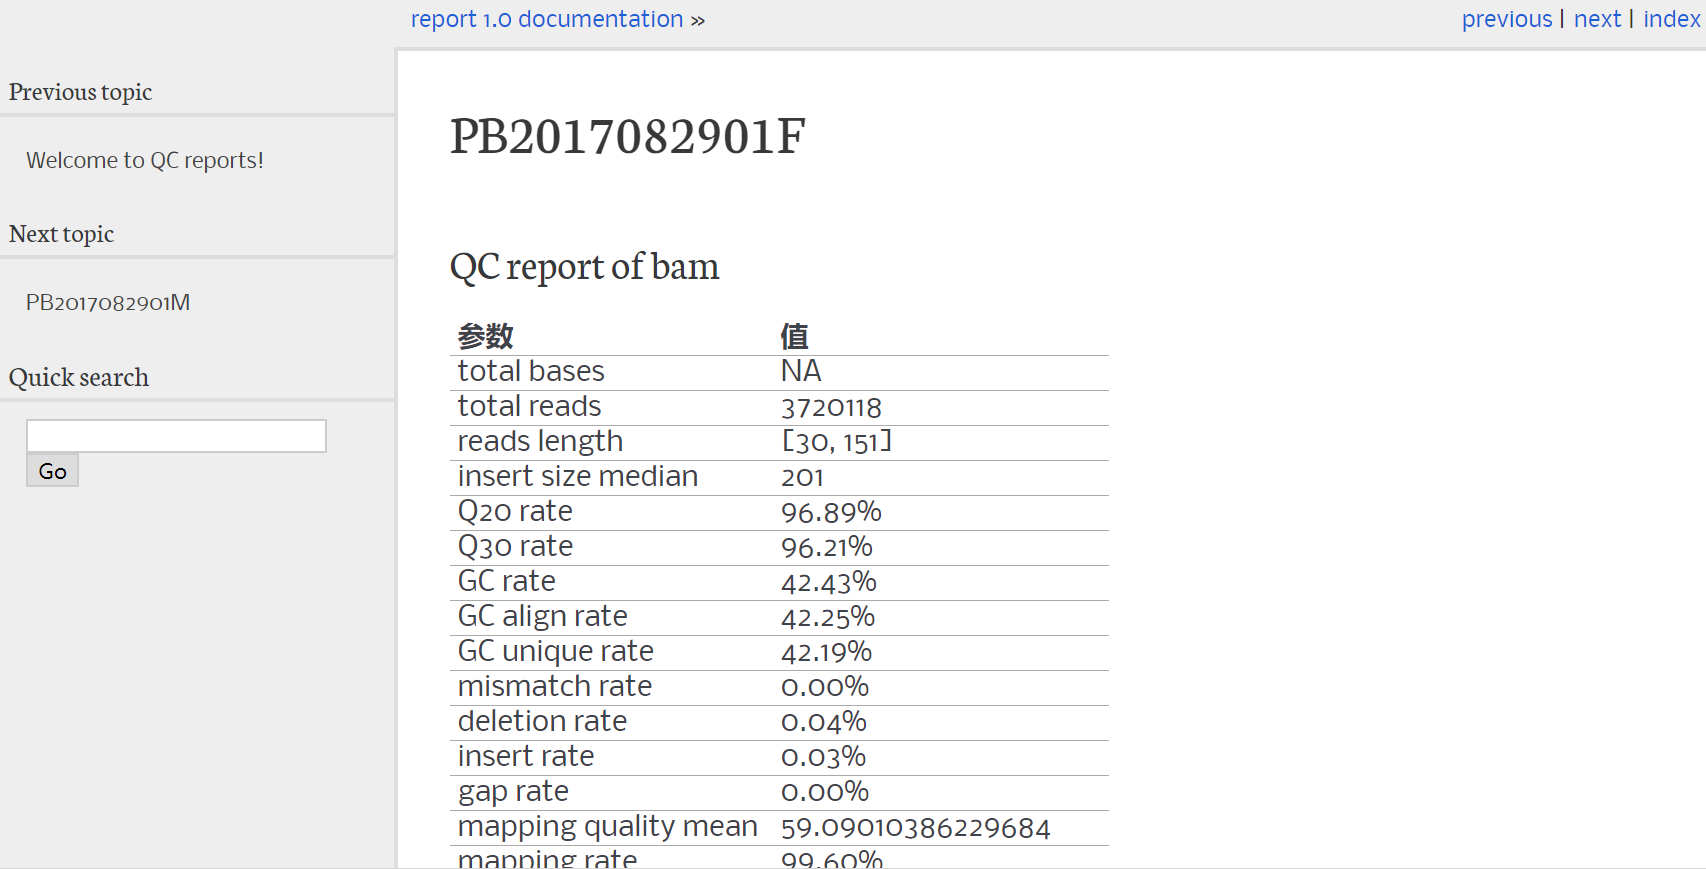 report 1.0 documentation »
previous | next | index
Previous topic
Welcome to QC reports!
Next topic
PB2017082901M
Quick search
Go
PB2017082901F
QC report of bam
参数 值
total bases NA
total reads 3720118
reads length [30, 151]
insert size median 201
Q20 rate 96.89%
Q30 rate 96.21%
GC rate 42.43%
GC align rate 42.25%
GC unique rate 42.19%
mismatch rate 0.00%
deletion rate 0.04%
insert rate 0.03%
gap rate 0.00%
mapping quality mean 59.09010386229684
mapping rate 99.60%